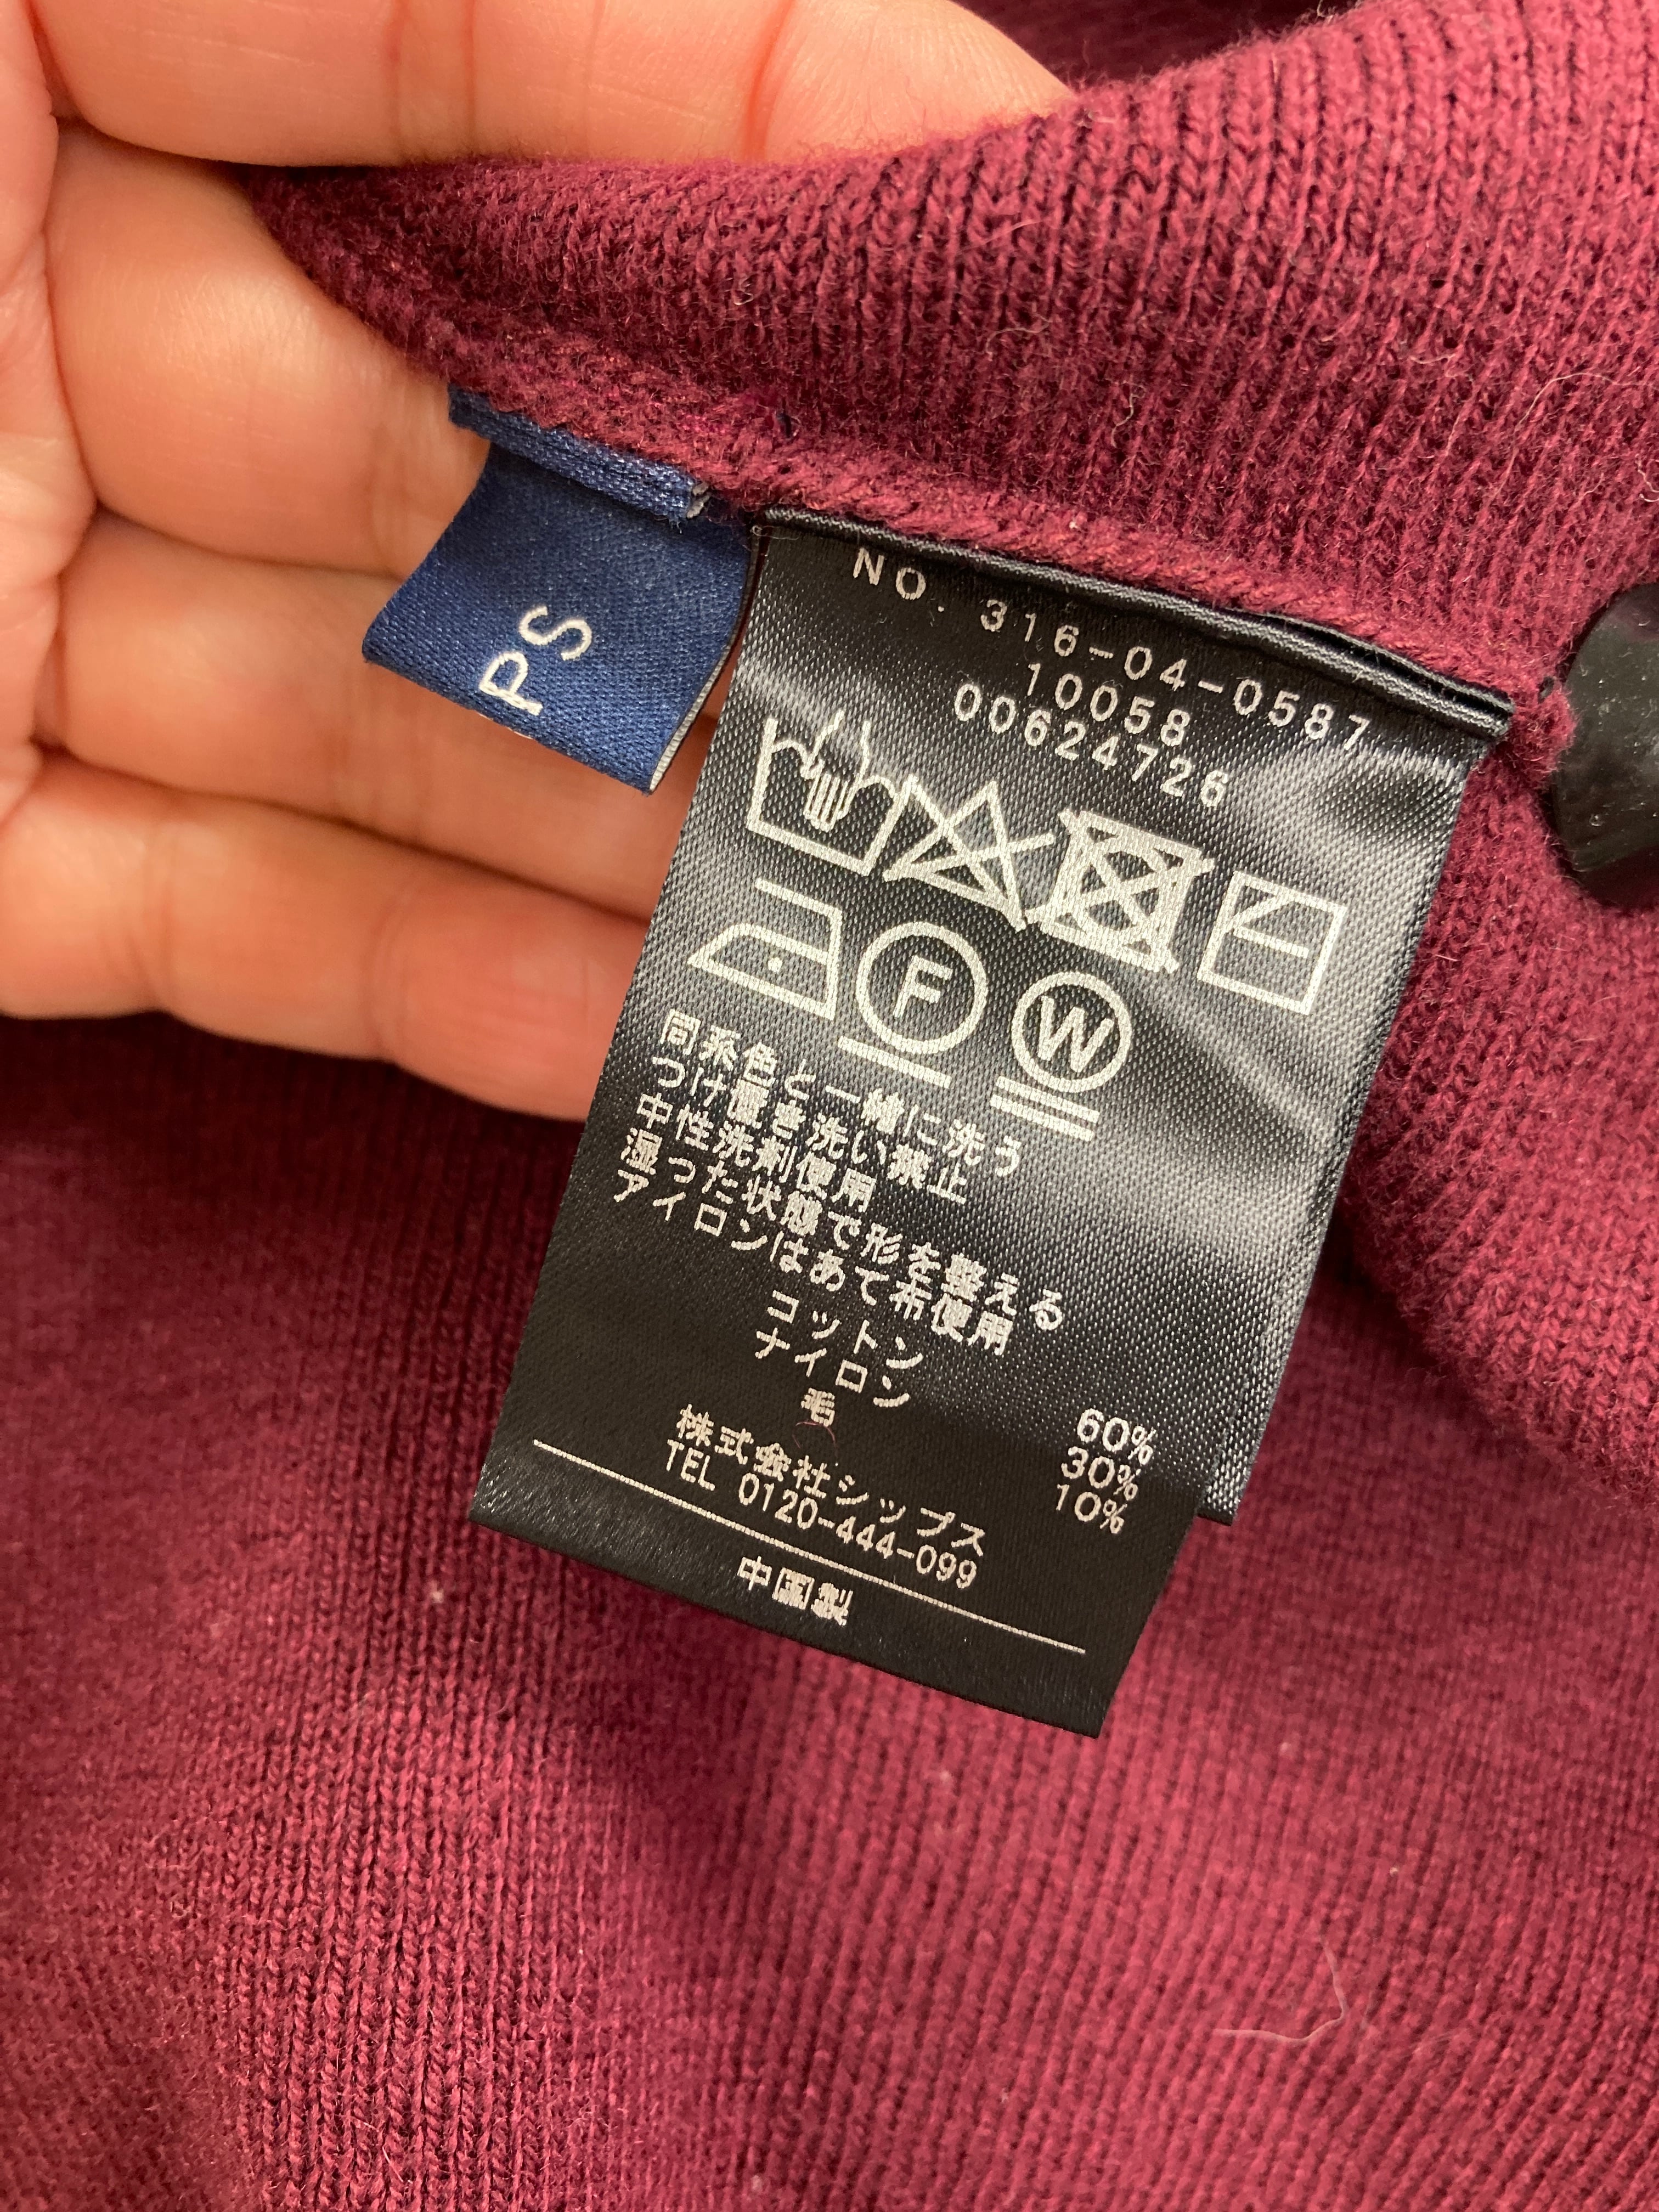 PS
NO. 316-04-0587
10058
00624726
F
W
同系色と一緒に洗う
つけ置き洗い禁止
中性洗剤使用
湿った状態で形を整える
アイロンはあて布使用
コットン 60%
ナイロン 30%
毛 10%
株式会社シップス
TEL 0120-444-099
中国製